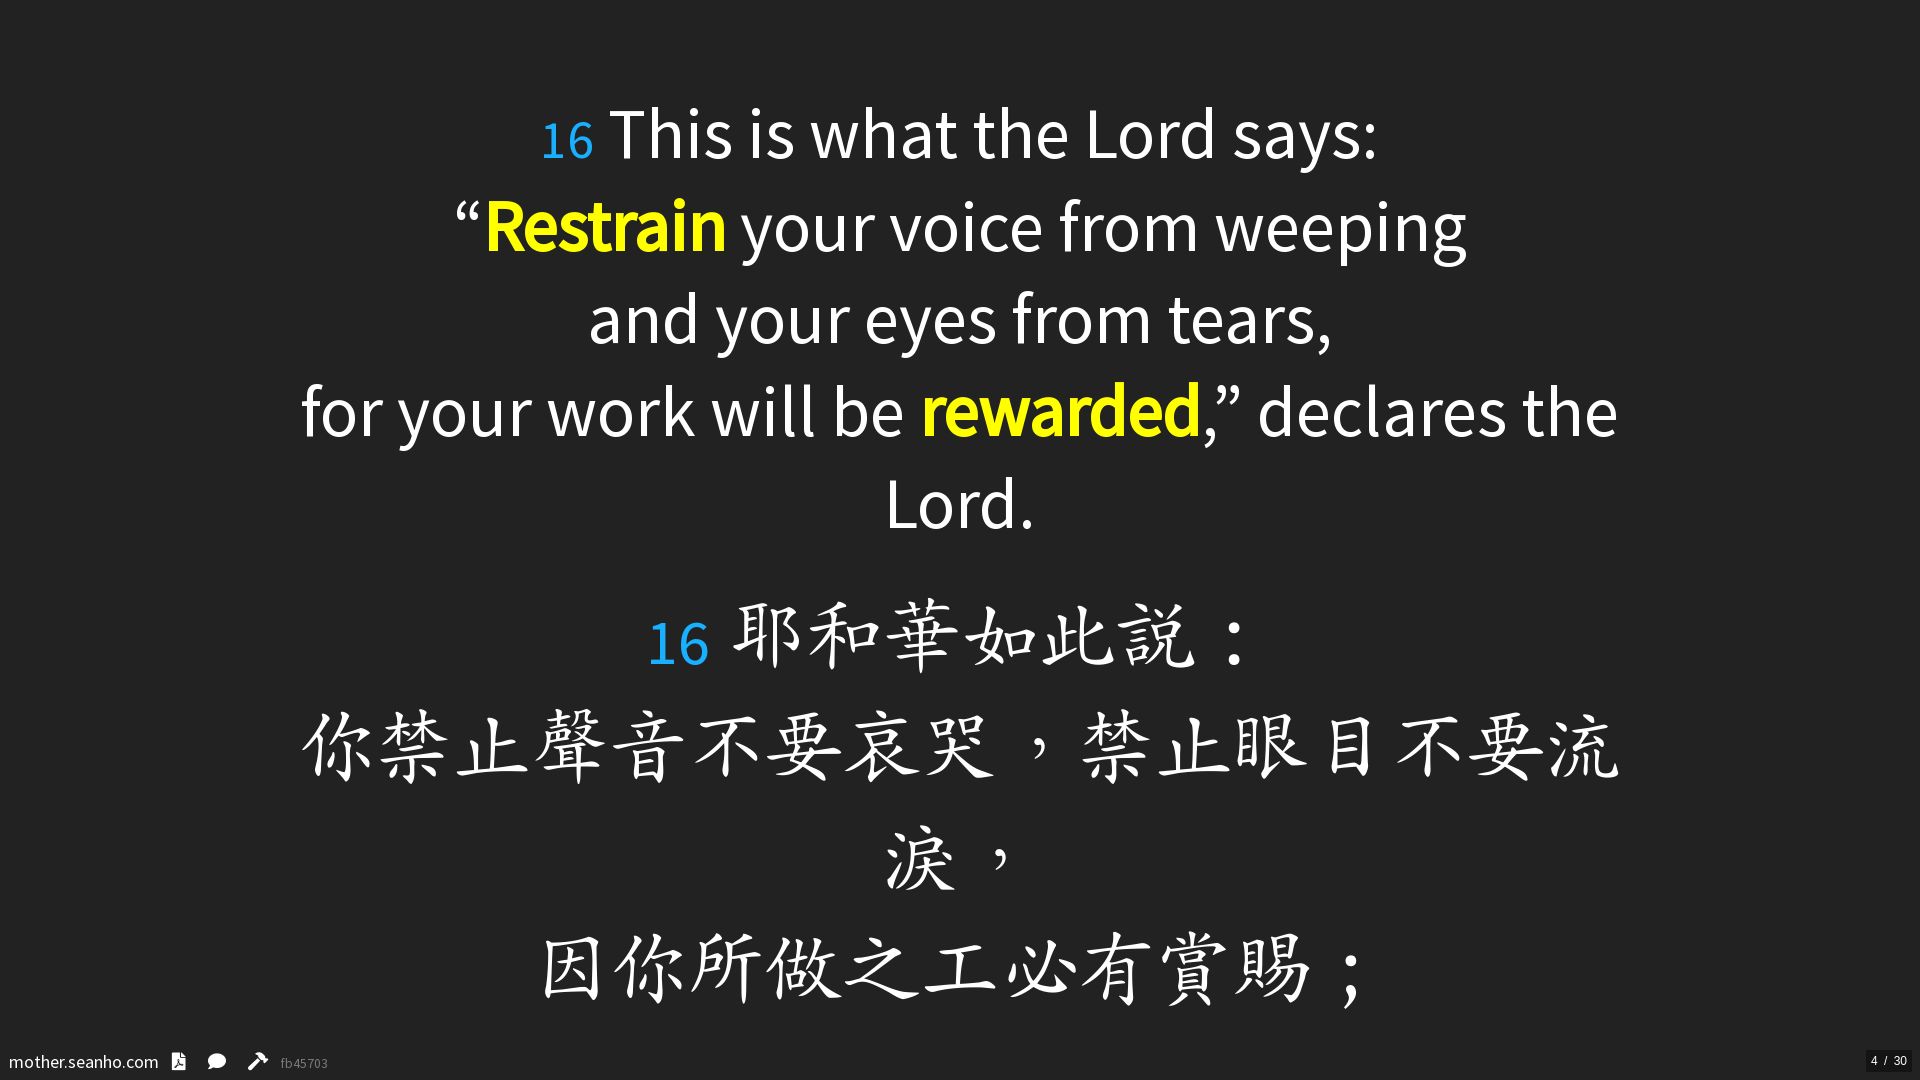 16 This is what the Lord says:
“Restrain your voice from weeping
and your eyes from tears,
for your work will be rewarded,” declares the
Lord.
16 耶和華如此説：
你禁止聲音不要哀哭，禁止眼目不要流
淚，
因你所做之工必有賞賜；
mother.seanho.com fb45703
4 / 30